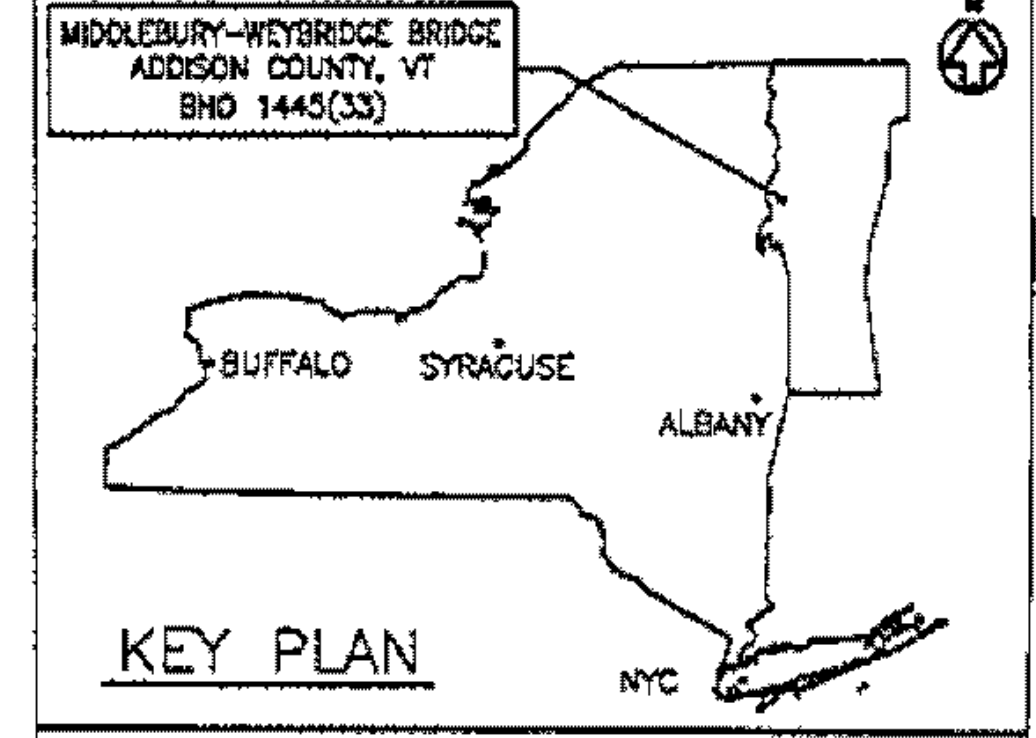 MIDDLEBURY-WEYBRIDGE BRIDGE
ADDISON COUNTY, VT
BHO 1445(33)
BUFFALO
SYRACUSE
ALBANY
NYC
KEY PLAN